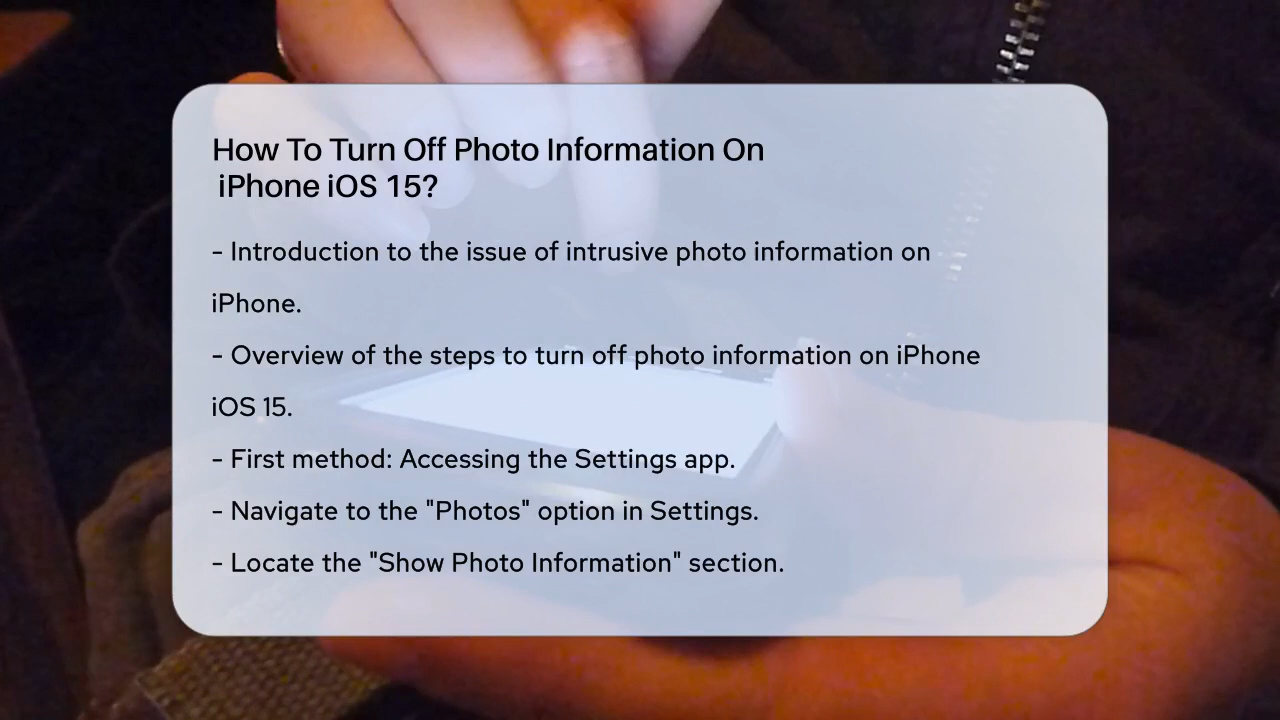 How To Turn Off Photo Information On
iPhone iOS 15?
- Introduction to the issue of intrusive photo information on
iPhone.
- Overview of the steps to turn off photo information on iPhone
iOS 15.
- First method: Accessing the Settings app.
- Navigate to the "Photos" option in Settings.
- Locate the "Show Photo Information" section.